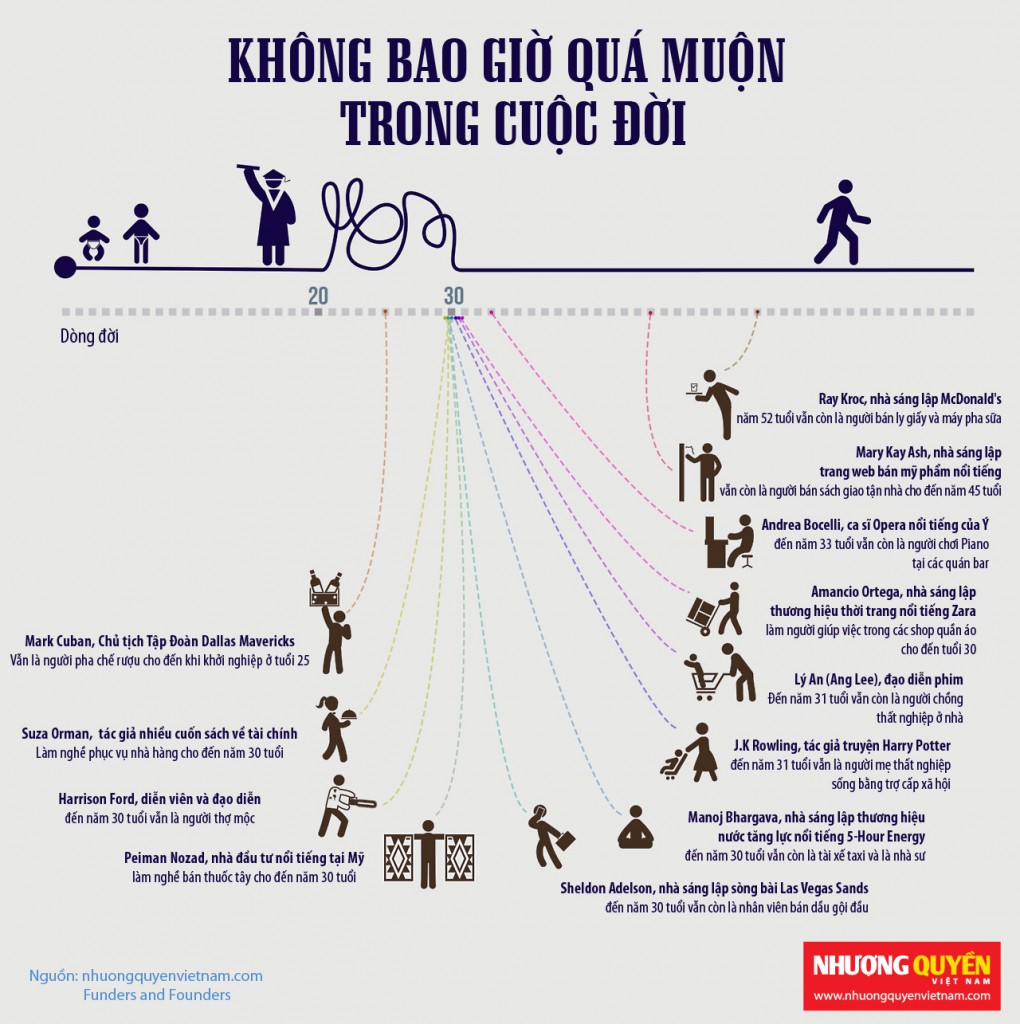 KHÔNG BAO GIỜ QUÁ MUỘN
TRONG CUỘC ĐỜI
20
30
Dòng đời
Ray Kroc, nhà sáng lập McDonald's
năm 52 tuổi vẫn còn là người bán ly giấy và máy pha sữa
Mary Kay Ash, nhà sáng lập
trang web bán mỹ phẩm nổi tiếng
vẫn còn là người bán sách giao tận nhà cho đến năm 45 tuổi
Andrea Bocelli, ca sĩ Opera nổi tiếng của Ý
đến năm 33 tuổi vẫn còn là người chơi Piano
tại các quán bar
Amancio Ortega, nhà sáng lập
thương hiệu thời trang nổi tiếng Zara
làm người giúp việc trong các shop quần áo
cho đến tuổi 30
Lý An (Ang Lee), đạo diễn phim
Đến năm 31 tuổi vẫn còn là người chồng
thất nghiệp ở nhà
J.K Rowling, tác giả truyện Harry Potter
đến năm 31 tuổi vẫn là người mẹ thất nghiệp
sống bằng trợ cấp xã hội
Manoj Bhargava, nhà sáng lập thương hiệu
nước tăng lực nổi tiếng 5-Hour Energy
đến năm 30 tuổi vẫn còn là tài xế taxi và là nhà sư
Sheldon Adelson, nhà sáng lập sòng bài Las Vegas Sands
đến năm 30 tuổi vẫn còn là nhân viên bán dầu gội đầu
Mark Cuban, Chủ tịch Tập Đoàn Dallas Mavericks
Vẫn là người pha chế rượu cho đến khi khởi nghiệp ở tuổi 25
Suza Orman, tác giả nhiều cuốn sách về tài chính
Làm nghề phục vụ nhà hàng cho đến năm 30 tuổi
Harrison Ford, diễn viên và đạo diễn
đến năm 30 tuổi vẫn là người thợ mộc
Peiman Nozad, nhà đầu tư nổi tiếng tại Mỹ
làm nghề bán thuốc tây cho đến năm 30 tuổi
Nguồn: nhuongquyenvietnam.com
Funders and Founders
NHƯỢNG QUYỀN
VIỆT NAM
www.nhuongquyenvietnam.com